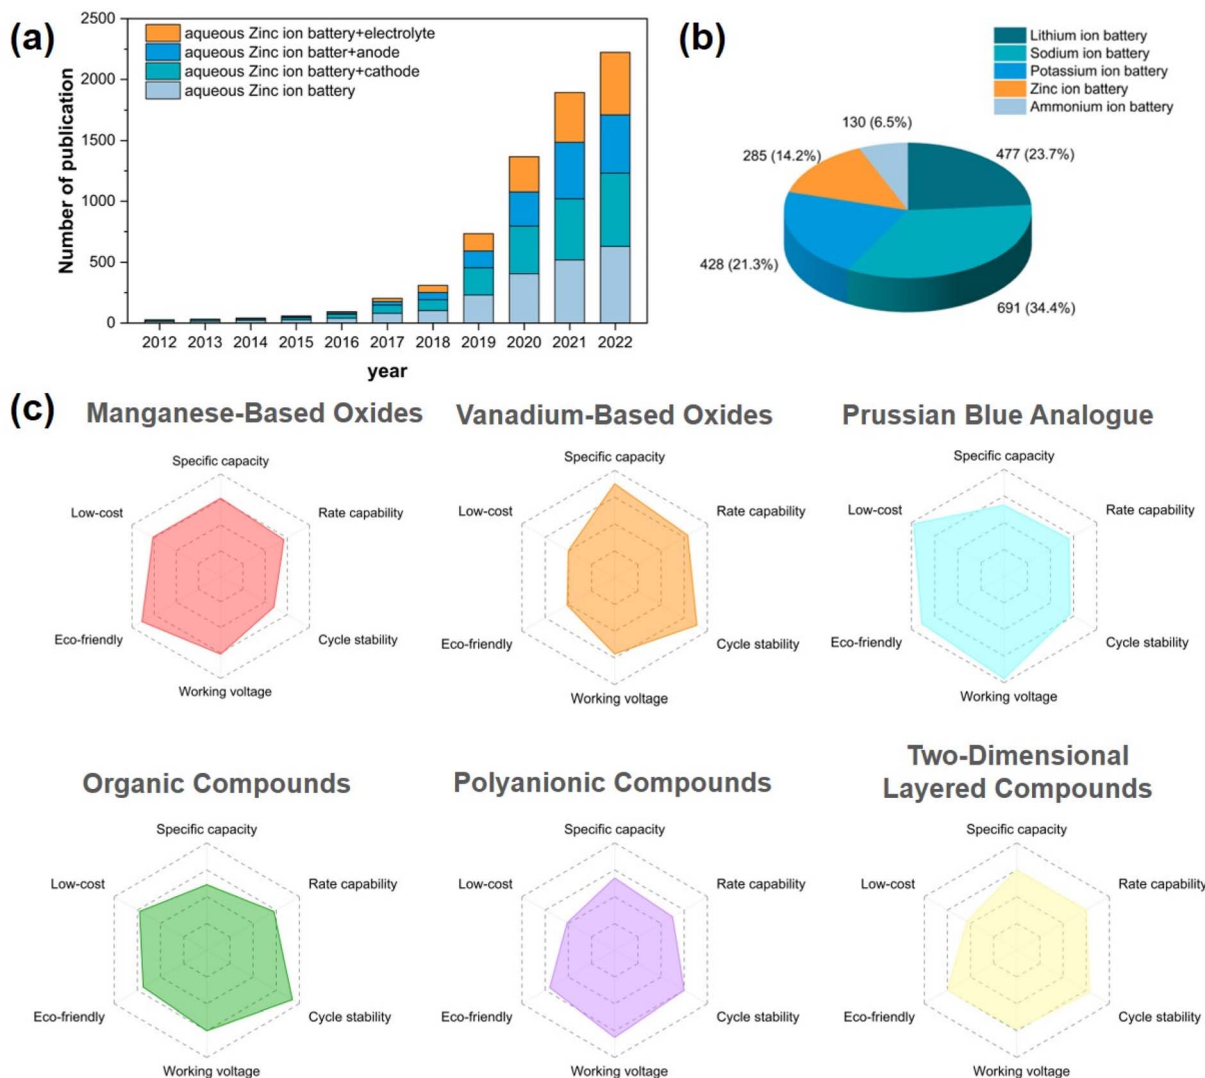 (a)
2500
2000
1500
1000
500
0
Number of publication
aqueous Zinc ion battery+electrolyte
aqueous Zinc ion batter+anode
aqueous Zinc ion battery+cathode
aqueous Zinc ion battery
2012 2013 2014 2015 2016 2017 2018 2019 2020 2021 2022
year
(b)
Lithium ion battery
Sodium ion battery
Potassium ion battery
Zinc ion battery
Ammonium ion battery
130 (6.5%)
477 (23.7%)
285 (14.2%)
428 (21.3%)
691 (34.4%)
(c)
Manganese-Based Oxides
Specific capacity
Low-cost
Rate capability
Eco-friendly
Cycle stability
Working voltage
Vanadium-Based Oxides
Specific capacity
Low-cost
Rate capability
Eco-friendly
Cycle stability
Working voltage
Prussian Blue Analogue
Specific capacity
Low-cost
Rate capability
Eco-friendly
Cycle stability
Working voltage
Organic Compounds
Specific capacity
Low-cost
Rate capability
Eco-friendly
Cycle stability
Working voltage
Polyanionic Compounds
Specific capacity
Low-cost
Rate capability
Eco-friendly
Cycle stability
Working voltage
Two-Dimensional
Layered Compounds
Specific capacity
Low-cost
Rate capability
Eco-friendly
Cycle stability
Working voltage